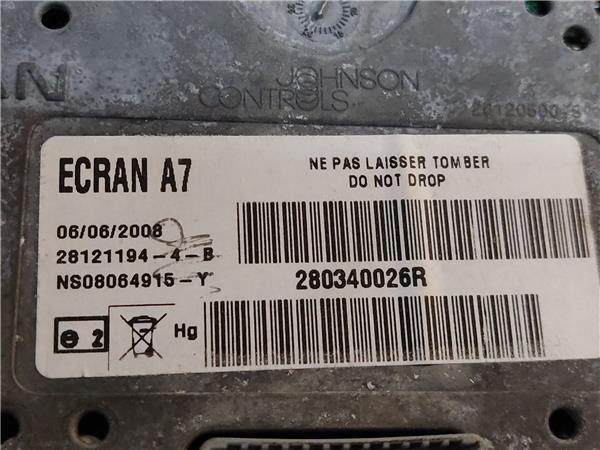 AN
JOHNSON
CONTROLS
ECRAN A7
NE PAS LAISSER TOMBER
DO NOT DROP
06/06/2008
28121194-4-B
NS08064915-Y
280340026R
2
Hg